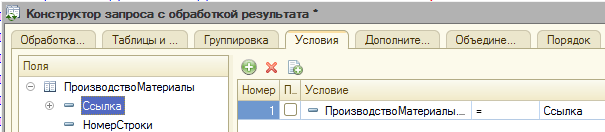 Конструктор запроса с обработкой результата *
Обработка... Таблицы и ... Группировка Условия Дополните... Объедине... Порядок
Поля
Номер П... Условие
ПроизводствоМатериалы
Ссылка
НомерСтроки
1 ПроизводствоМатериалы.... = Ссылка